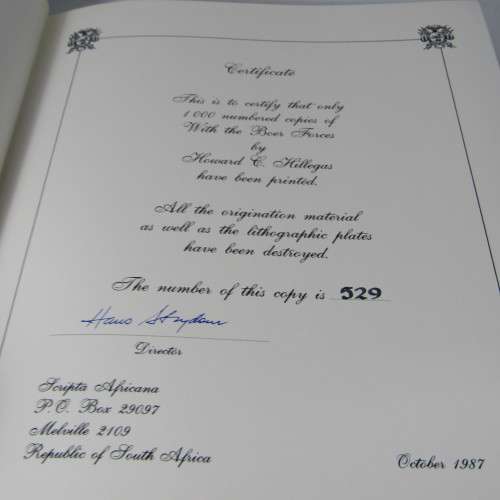 Certificate
This is to certify that only
1 000 numbered copies of
With the Boer Forces
by
Howard C. Hillegas
have been printed.
All the origination material
as well as the lithographic plates
have been destroyed.
The number of this copy is 529
Hans Strydom
Director
Scripta Africana
P.O. Box 29097
Melville 2109
Republic of South Africa
October 1987